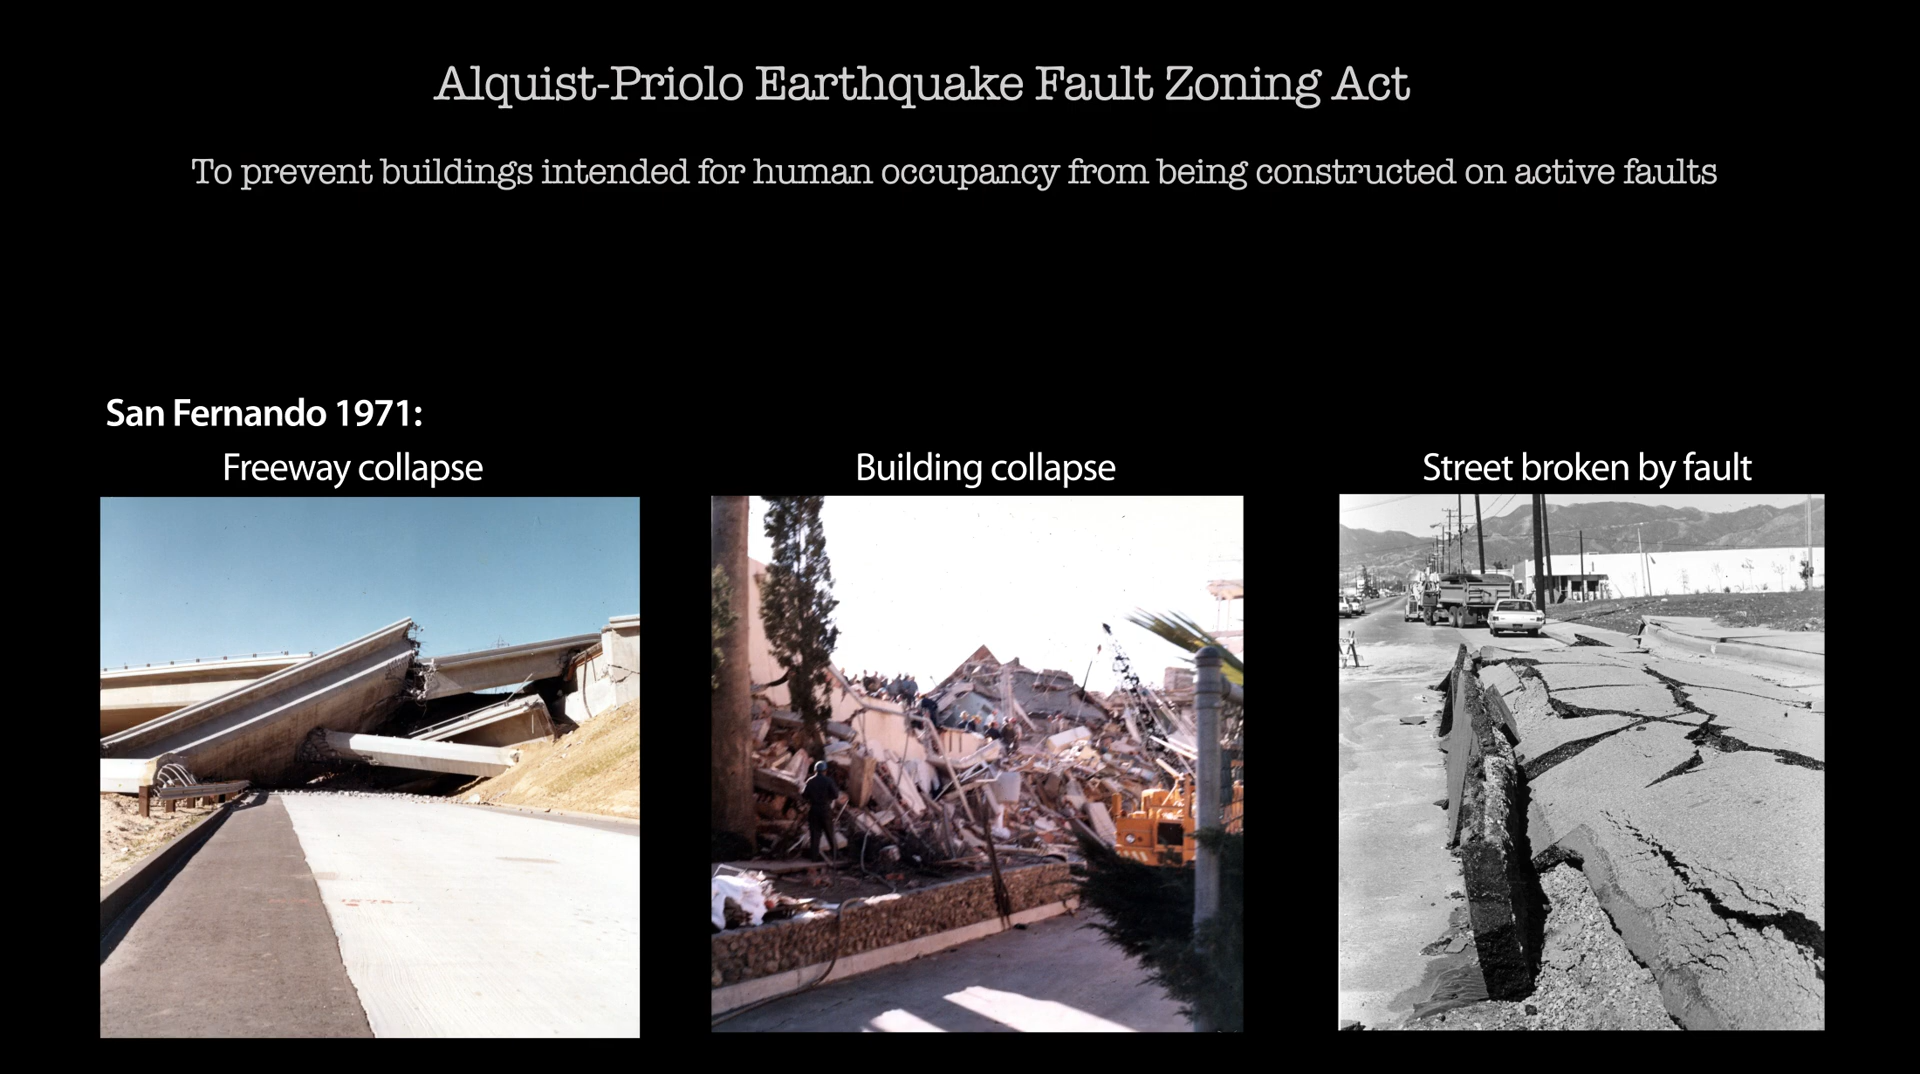 Alquist-Priolo Earthquake Fault Zoning Act
To prevent buildings intended for human occupancy from being constructed on active faults
San Fernando 1971:
Freeway collapse
Building collapse
Street broken by fault